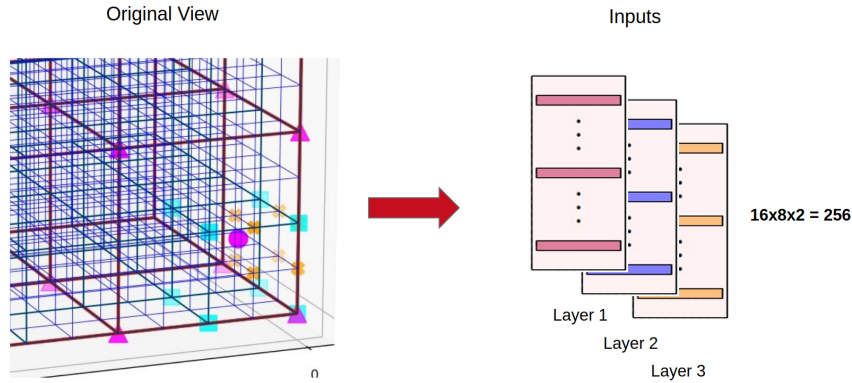 Original View
Inputs
16x8x2 = 256
Layer 1
Layer 2
Layer 3
0